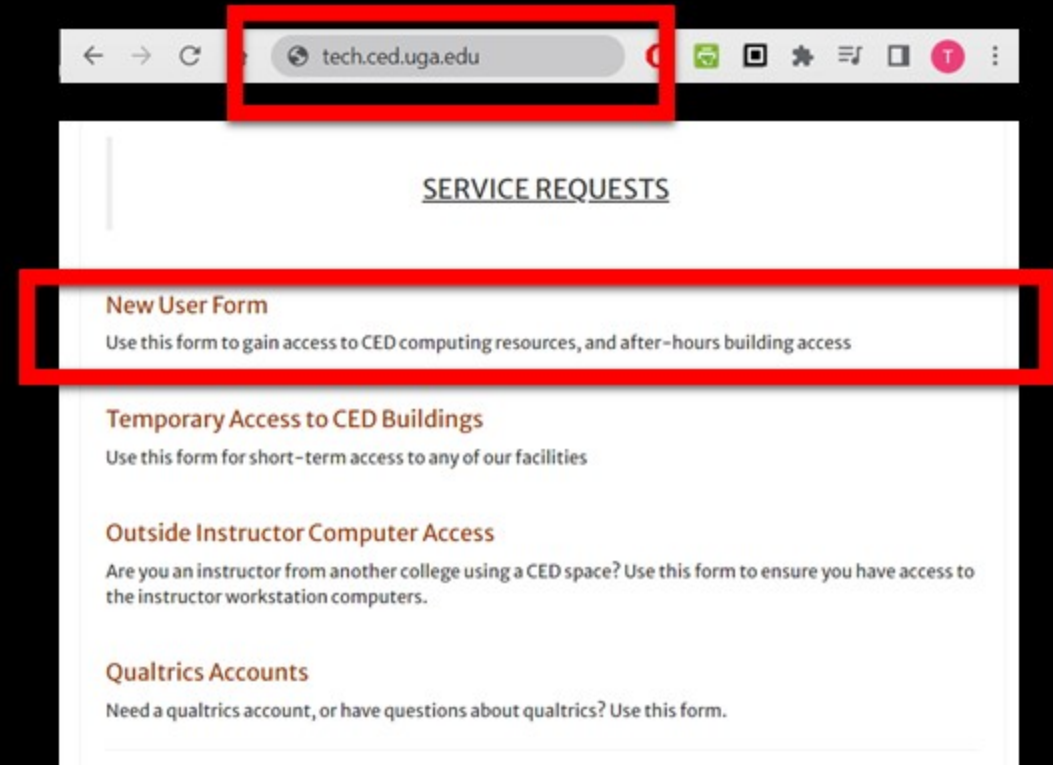 tech.ced.uga.edu
T
SERVICE REQUESTS
New User Form
Use this form to gain access to CED computing resources, and after-hours building access
Temporary Access to CED Buildings
Use this form for short-term access to any of our facilities
Outside Instructor Computer Access
Are you an instructor from another college using a CED space? Use this form to ensure you have access to
the instructor workstation computers.
Qualtrics Accounts
Need a qualtrics account, or have questions about qualtrics? Use this form.